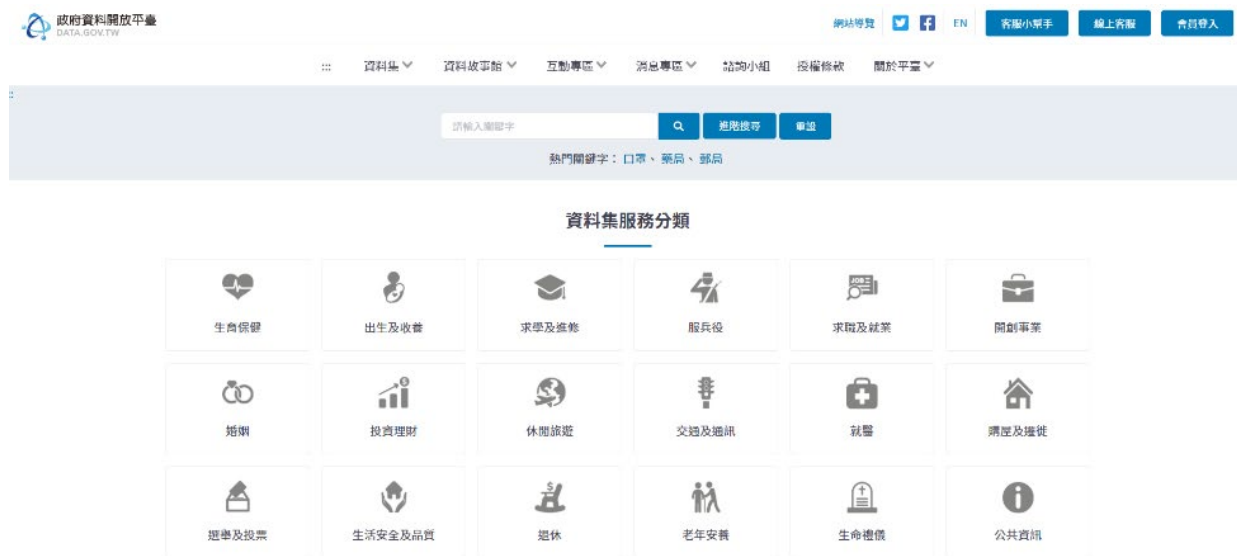 政府資料開放平臺
DATA.GOV.TW
網站導覽 EN 客服小幫手 線上客服 會員登入
::: 資料集 資料故事館 互動專區 消息專區 諮詢小組 授權條款 關於平臺
請輸入關鍵字 進階搜尋 重設
熱門關鍵字：口罩、藥局、郵局
資料集服務分類
生育保健 出生及收養 求學及進修 服兵役 求職及就業 開創事業
婚姻 投資理財 休閒旅遊 交通及通訊 就醫 購屋及遷徙
選舉及投票 生活安全及品質 退休 老年安養 生命禮儀 公共資訊